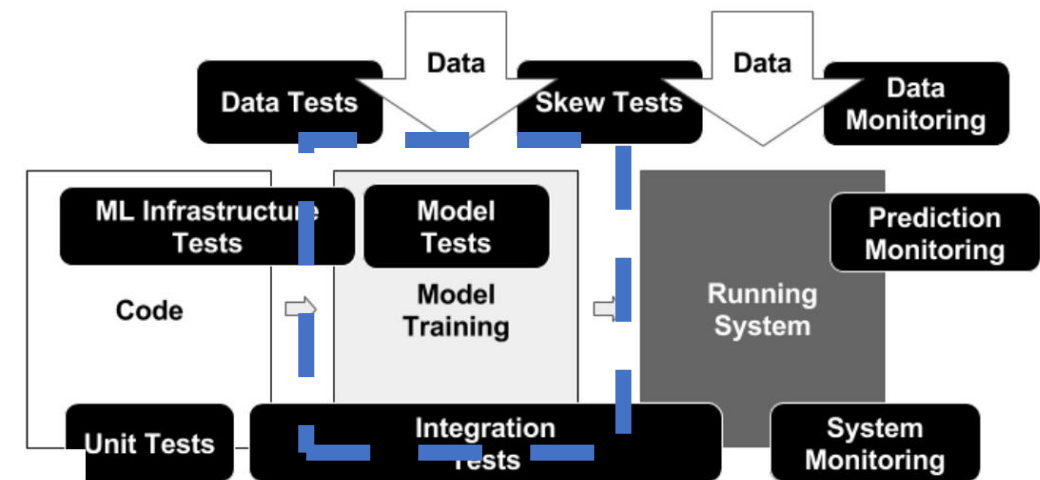 Data
Data
Data Tests
Skew Tests
Data
Monitoring
ML Infrastructure
Tests
Model
Tests
Prediction
Monitoring
Code
Model
Training
Running
System
Unit Tests
Integration
Tests
System
Monitoring